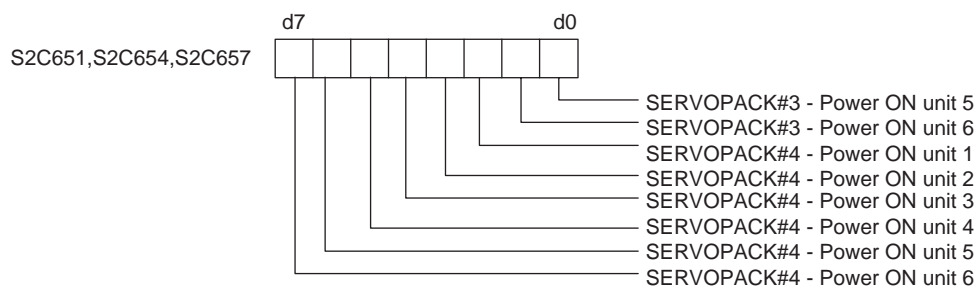 d7 d0
S2C651,S2C654,S2C657
SERVOPACK#3 - Power ON unit 5
SERVOPACK#3 - Power ON unit 6
SERVOPACK#4 - Power ON unit 1
SERVOPACK#4 - Power ON unit 2
SERVOPACK#4 - Power ON unit 3
SERVOPACK#4 - Power ON unit 4
SERVOPACK#4 - Power ON unit 5
SERVOPACK#4 - Power ON unit 6